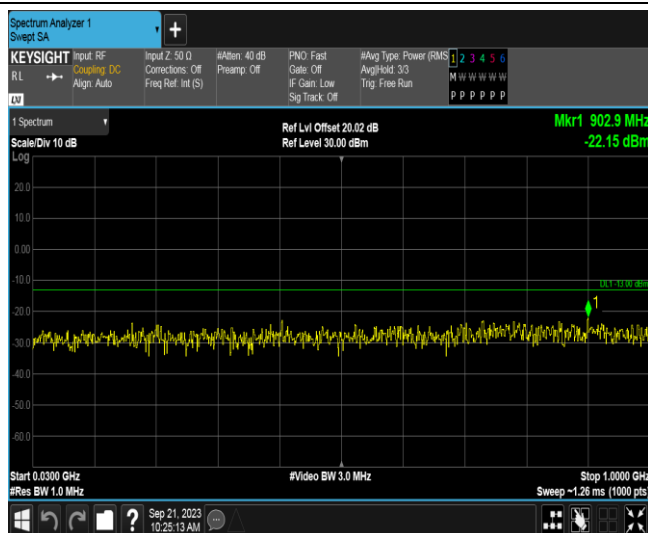 Spectrum Analyzer 1
Swept SA
+
KEYSIGHT
RL
LXI
Input: RF
Coupling: DC
Align: Auto
Input Z: 50 Ω
Corrections: Off
Freq Ref: Int (S)
#Atten: 40 dB
Preamp: Off
PNO: Fast
Gate: Off
IF Gain: Low
Sig Track: Off
#Avg Type: Power (RMS
Avg|Hold: 3/3
Trig: Free Run
1 2 3 4 5 6
M W W W W W
P P P P P P
1 Spectrum
Scale/Div 10 dB
Ref Lvl Offset 20.02 dB
Ref Level 30.00 dBm
Mkr1 902.9 MHz
-22.15 dBm
Log
20.0
10.0
0.00
-10.0
DL1 -13.00 dBm
1
-20.0
-30.0
-40.0
-50.0
-60.0
Start 0.0300 GHz
#Res BW 1.0 MHz
#Video BW 3.0 MHz
Stop 1.0000 GHz
Sweep ~1.26 ms (1000 pts)
?
Sep 21, 2023
10:25:13 AM